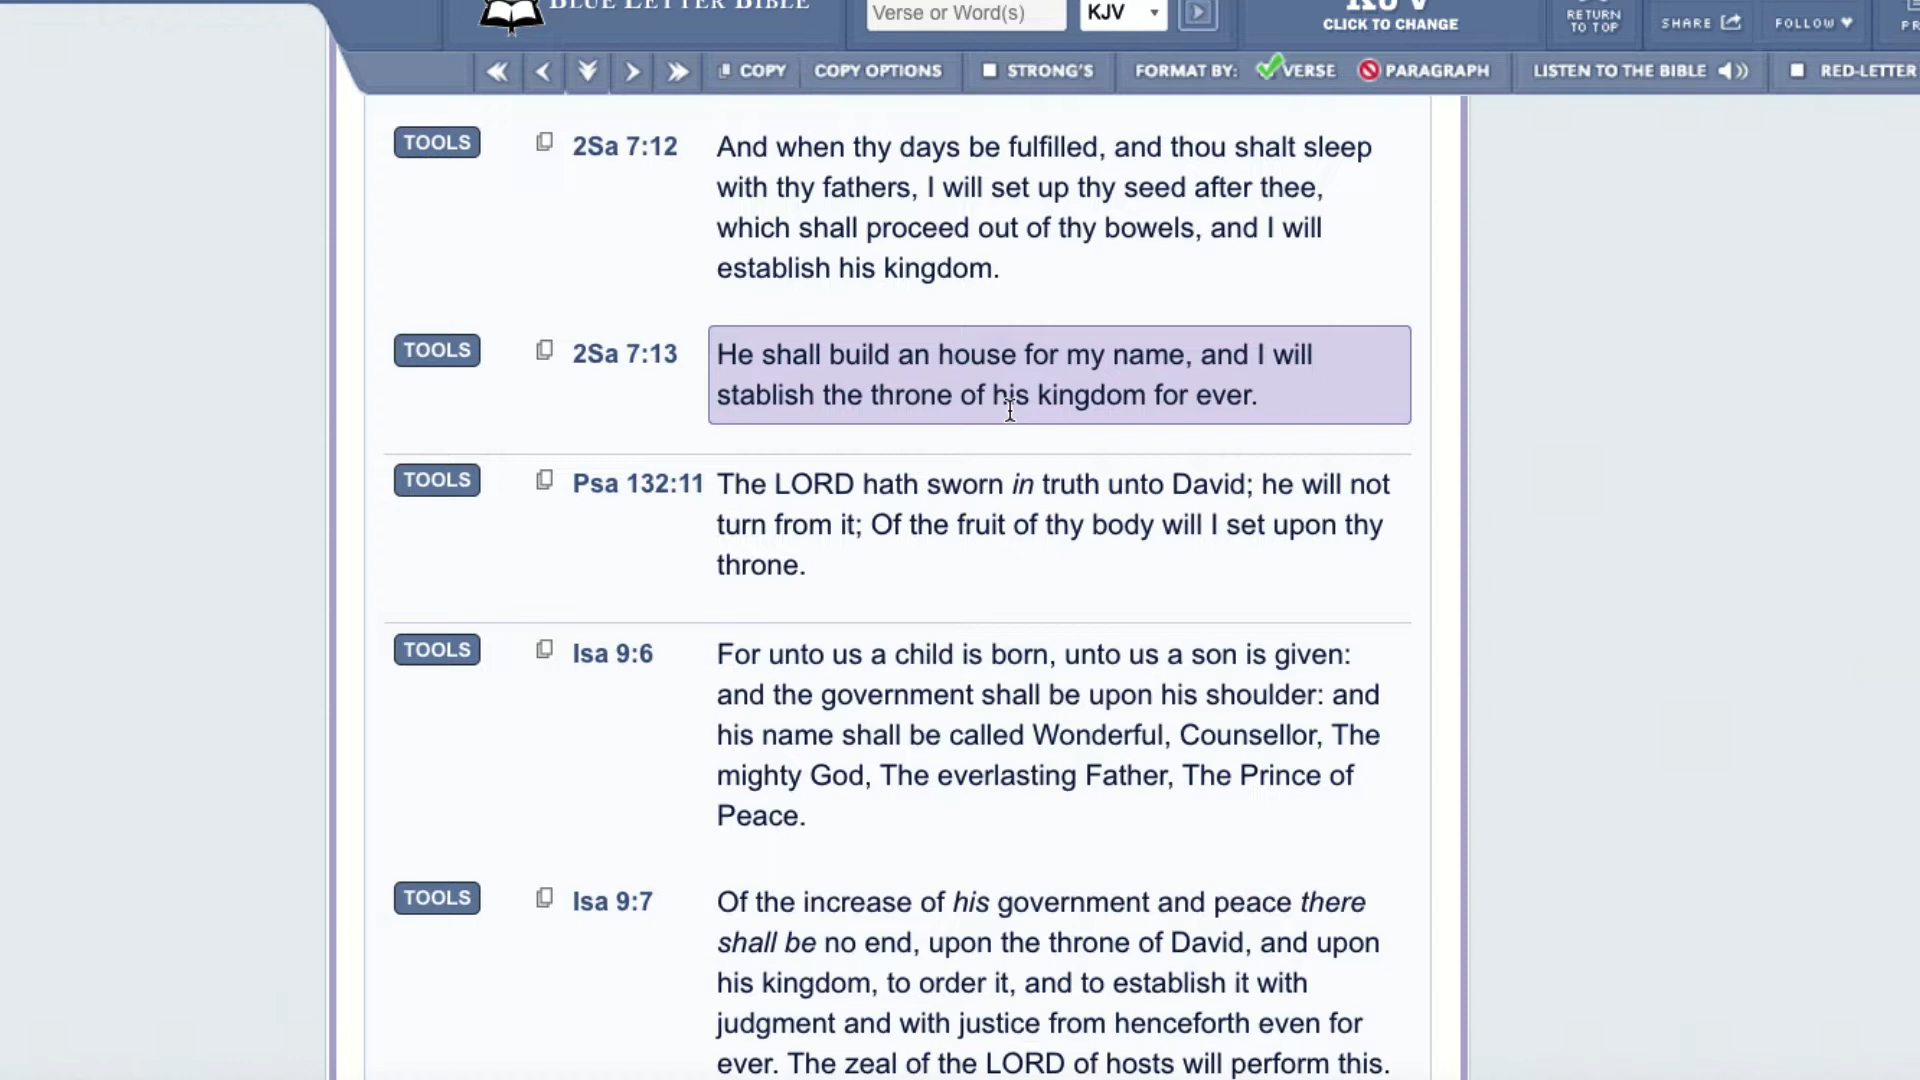 BLUE LETTER BIBLE
Verse or Word(s)
KJV
CLICK TO CHANGE
RETURN
TO TOP
SHARE
FOLLOW
COPY
COPY OPTIONS
STRONG'S
FORMAT BY:
VERSE
PARAGRAPH
LISTEN TO THE BIBLE
RED-LETTER
TOOLS
2Sa 7:12
And when thy days be fulfilled, and thou shalt sleep
with thy fathers, I will set up thy seed after thee,
which shall proceed out of thy bowels, and I will
establish his kingdom.
TOOLS
2Sa 7:13
He shall build an house for my name, and I will
stablish the throne of his kingdom for ever.
TOOLS
Psa 132:11
The LORD hath sworn in truth unto David; he will not
turn from it; Of the fruit of thy body will I set upon thy
throne.
TOOLS
Isa 9:6
For unto us a child is born, unto us a son is given:
and the government shall be upon his shoulder: and
his name shall be called Wonderful, Counsellor, The
mighty God, The everlasting Father, The Prince of
Peace.
TOOLS
Isa 9:7
Of the increase of his government and peace there
shall be no end, upon the throne of David, and upon
his kingdom, to order it, and to establish it with
judgment and with justice from henceforth even for
ever. The zeal of the LORD of hosts will perform this.